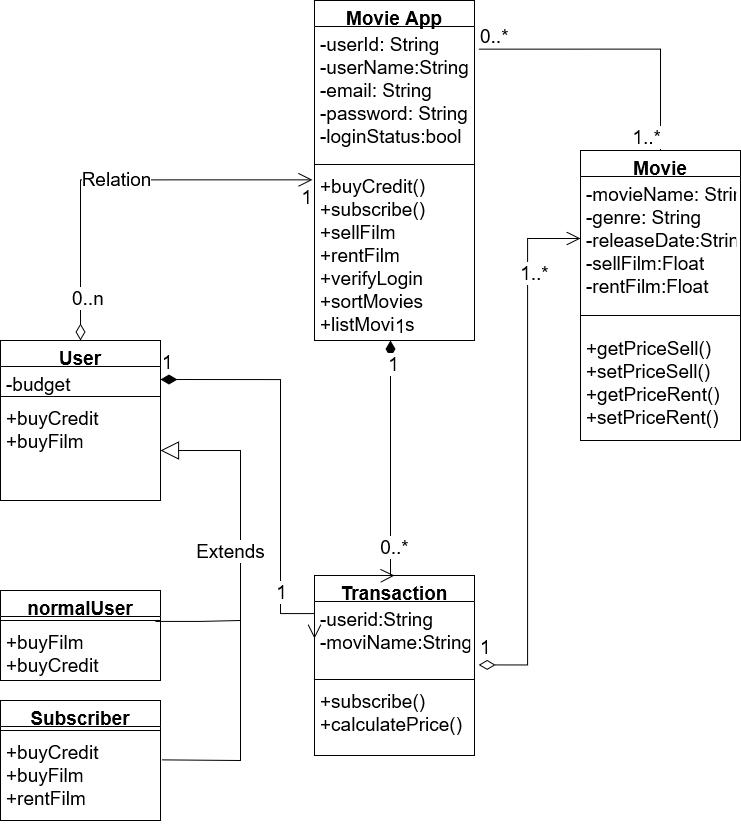 Movie App
-userId: String
-userName:String
-email: String
-password: String
-loginStatus:bool
+buyCredit()
+subscribe()
+sellFilm
+rentFilm
+verifyLogin
+sortMovies
+listMovi1s
0..*
1..*
Movie
-movieName: Strin
-genre: String
-releaseDate:Strin
-sellFilm:Float
-rentFilm:Float
+getPriceSell()
+setPriceSell()
+getPriceRent()
+setPriceRent()
Relation
1
0..n
1..*
User
-budget
+buyCredit
+buyFilm
1
1
0..*
Extends
1
normalUser
+buyFilm
+buyCredit
Transaction
-userid:String
-moviName:String
+subscribe()
+calculatePrice()
1
Subscriber
+buyCredit
+buyFilm
+rentFilm